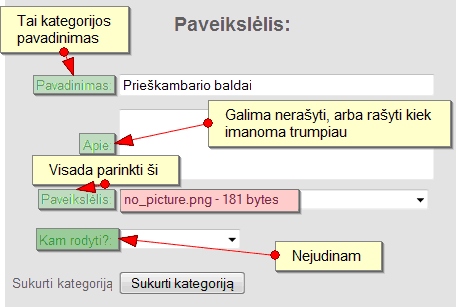 Tai kategorijos
pavadinimas
Paveikslėlis:
Pavadinimas:
Prieškambario baldai
Galima nerašyti, arba rašyti kiek
imanoma trumpiau
Apie:
Visada parinkti ši
Paveikslėlis:
no_picture.png - 181 bytes
Kam rodyti?:
Nejudinam
Sukurti kategoriją
Sukurti kategoriją